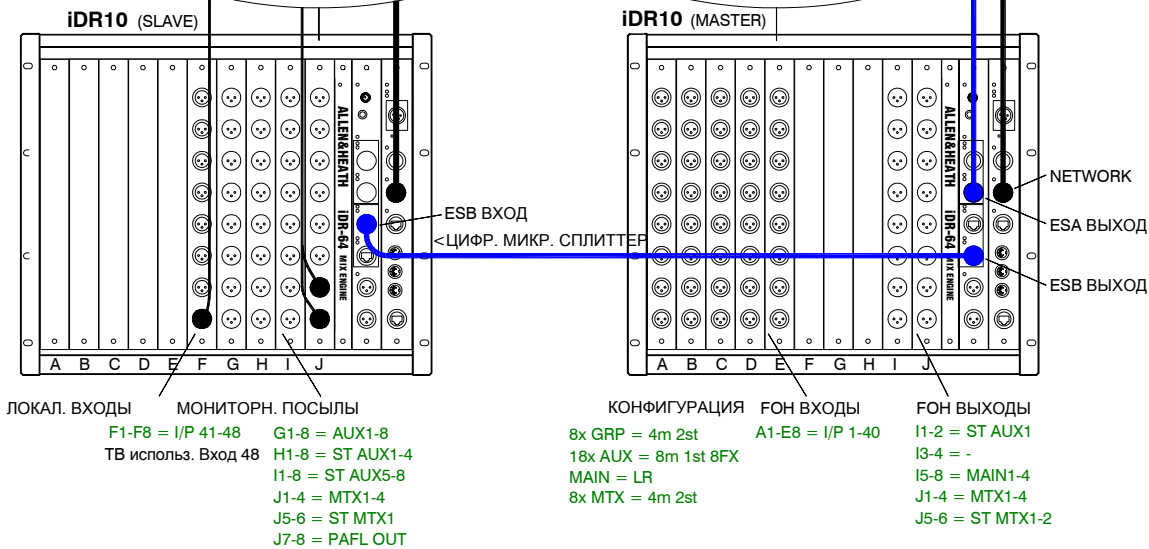 iDR10 (SLAVE)
iDR10 (MASTER)
ALLEN&HEATH
iDR-64 MIX ENGINE
ALLEN&HEATH
iDR-64 MIX ENGINE
NETWORK
ESB ВХОД
ESA ВЫХОД
<ЦИФР. МИКР. СПЛИТТЕР
ESB ВЫХОД
A B C D E F G H I J
A B C D E F G H I J
ЛОКАЛ. ВХОДЫ
F1-F8 = I/P 41-48
ТВ использ. Вход 48
МОНИТОРН. ПОСЫЛЫ
G1-8 = AUX1-8
H1-8 = ST AUX1-4
I1-8 = ST AUX5-8
J1-4 = MTX1-4
J5-6 = ST MTX1
J7-8 = PAFL OUT
КОНФИГУРАЦИЯ
8x GRP = 4m 2st
18x AUX = 8m 1st 8FX
MAIN = LR
8x MTX = 4m 2st
FOH ВХОДЫ
A1-E8 = I/P 1-40
FOH ВЫХОДЫ
I1-2 = ST AUX1
I3-4 = -
I5-8 = MAIN1-4
J1-4 = MTX1-4
J5-6 = ST MTX1-2